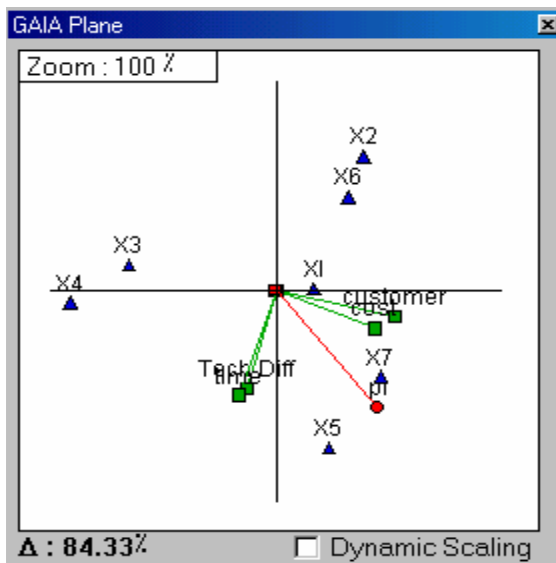 GAIA Plane
Zoom : 100 %
X2
X6
X3
XI
X4
customer
cost
X7
Tech.Diff
time
pi
X5
Δ : 84.33%
Dynamic Scaling